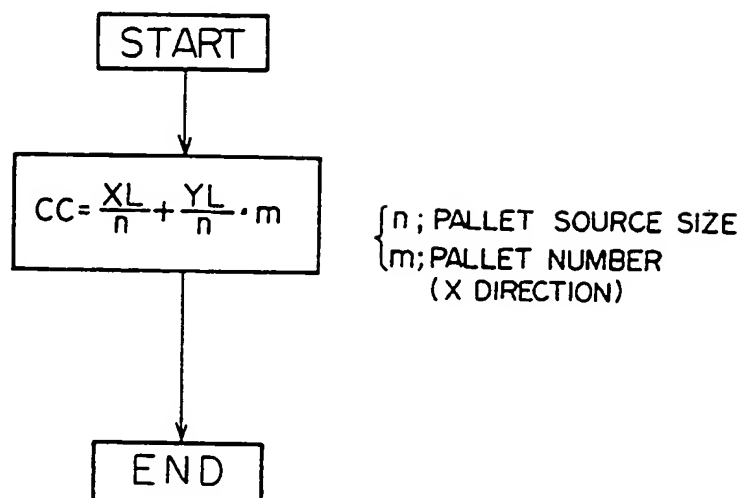 START
CC = XL/n + YL/n · m
n ; PALLET SOURCE SIZE
m; PALLET NUMBER
(X DIRECTION)
END